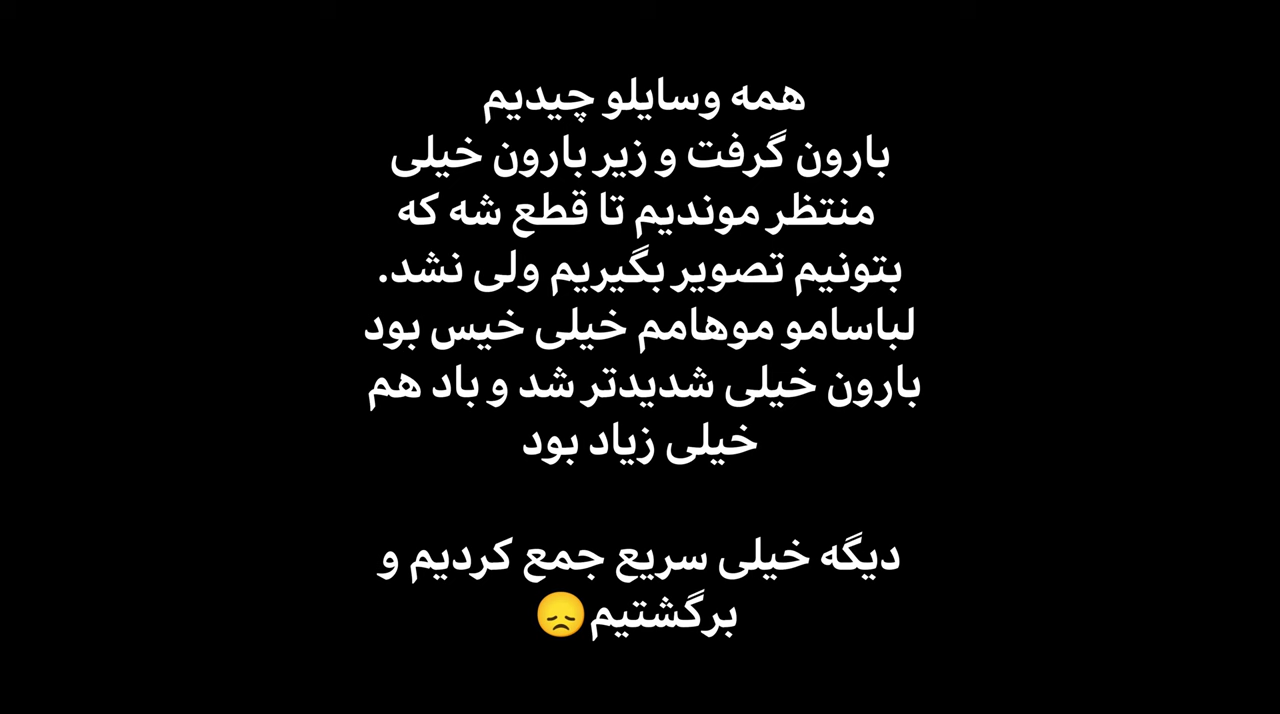 همه وسایلو چیدیم
بارون گرفت و زیر بارون خیلی
منتظر موندیم تا قطع شه که
بتونیم تصویر بگیریم ولی نشد.
لباسامو موهامم خیلی خیس بود
بارون خیلی شدیدتر شد و باد هم
خیلی زیاد بود
دیگه خیلی سریع جمع کردیم و
برگشتیم😞